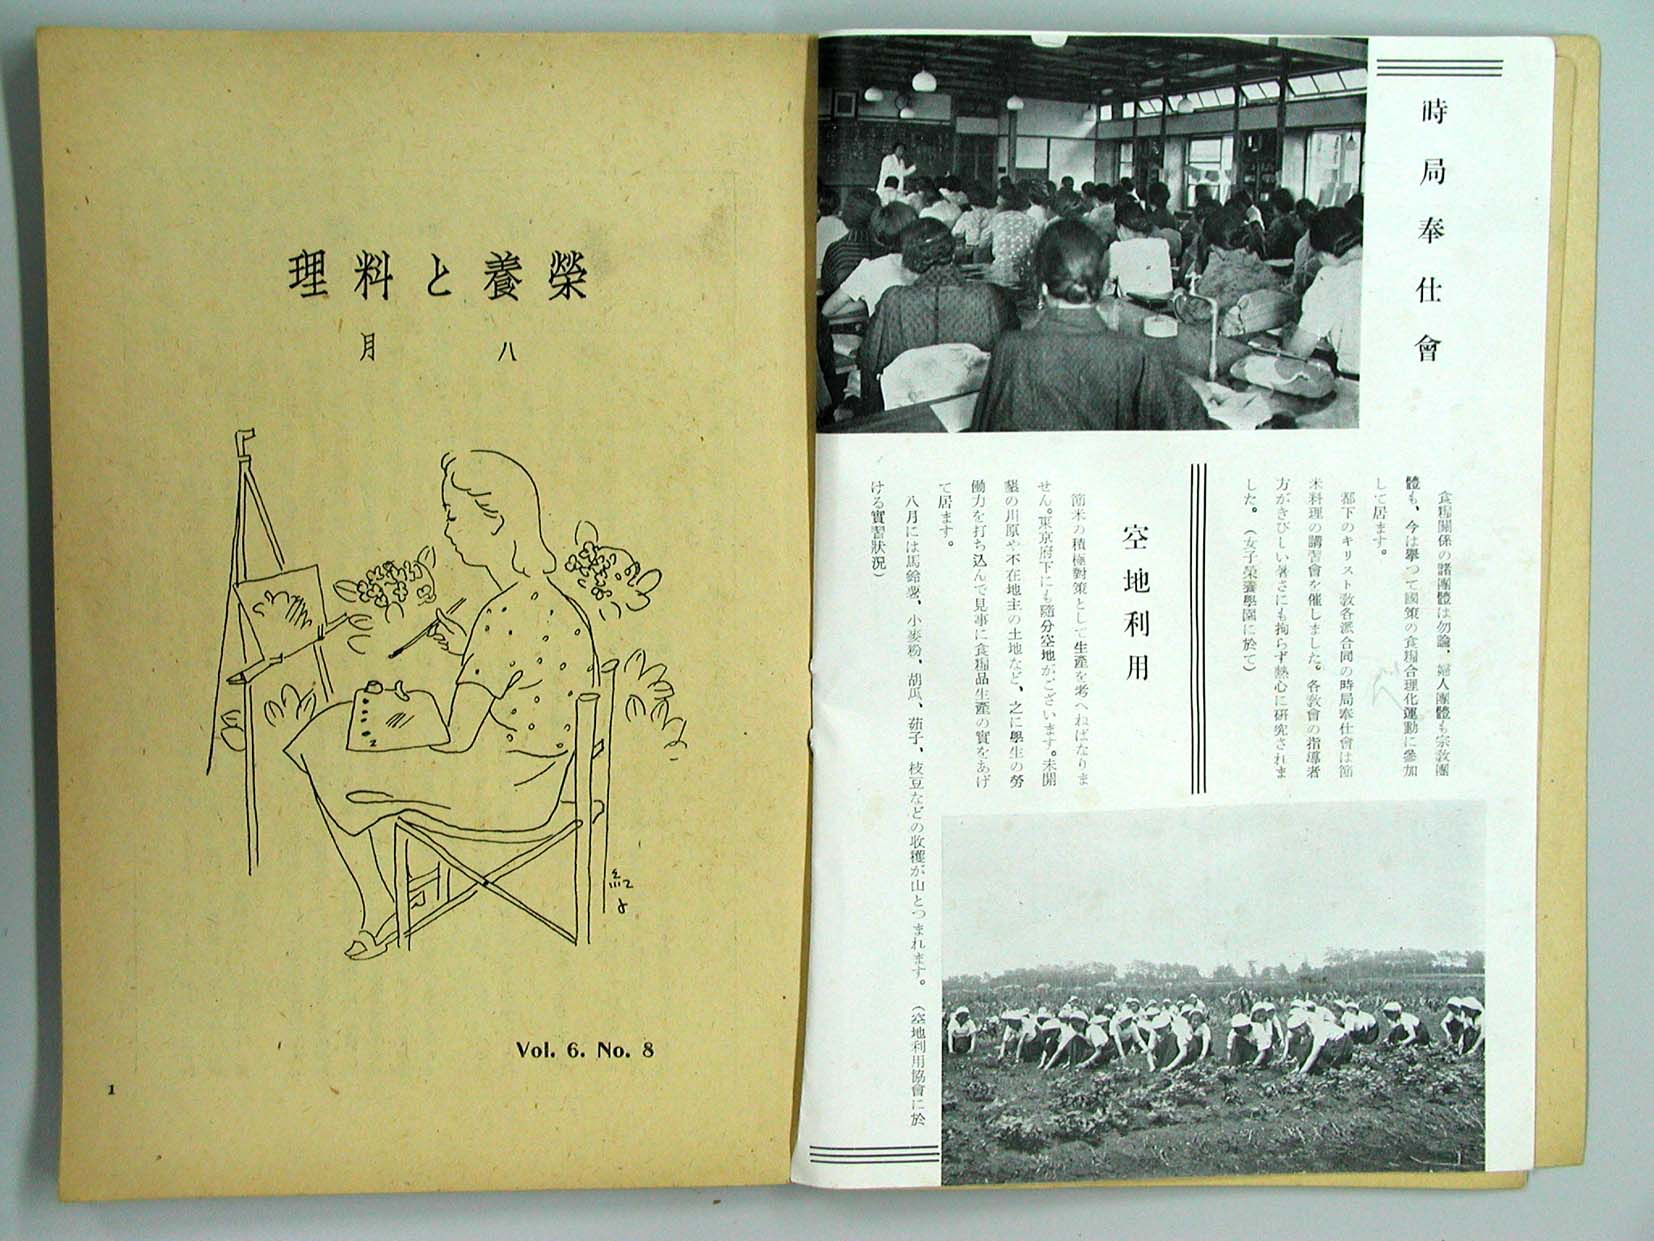 榮養と料理
八月
紅子
Vol. 6. No. 8
1
時局奉仕會
食糧關係の諸團體は勿論、婦人團體も宗教團
體も、今は擧つて國策の食糧合理化運動に參加
して居ます。
都下のキリスト教各派合同の時局奉仕會は節
米料理の講習會を催しました。各教會の指導者
方がきびしい暑さにも拘らず熱心に硏究されま
した。（女子榮養學園に於て）
空地利用
節米の積極對策として生產を考へねばなりま
せん。東京府下にも隨分空地がございます。未開
墾の川原や不在地主の土地など、之に學生の勞
働力を打ち込んで見事に食糧品生產の實をあげ
て居ます。
八月には馬鈴薯、小麥粉、胡瓜、茄子、枝豆などの收穫が山とつまれます。（空地利用協會に於
ける實習狀況）